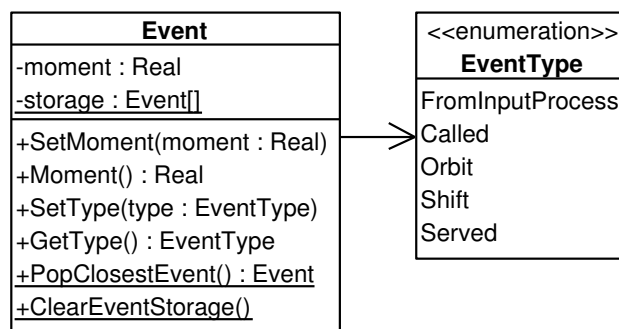 Event
-moment : Real
-storage : Event[]
+SetMoment(moment : Real)
+Moment() : Real
+SetType(type : EventType)
+GetType() : EventType
+PopClosestEvent() : Event
+ClearEventStorage()
<<enumeration>>
EventType
FromInputProcess
Called
Orbit
Shift
Served